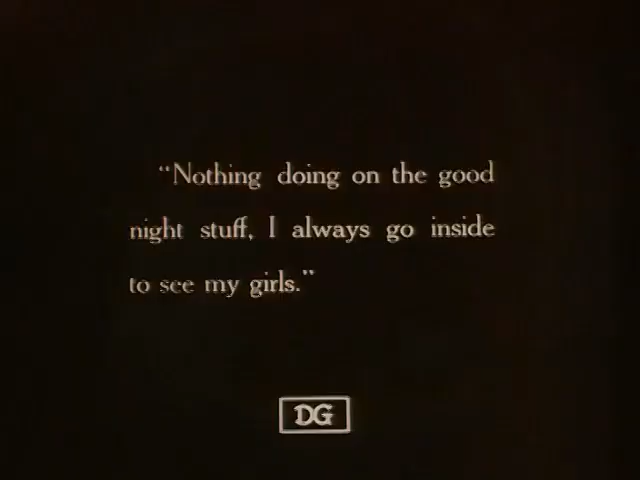 “Nothing doing on the good
night stuff, I always go inside
to see my girls.”
DG